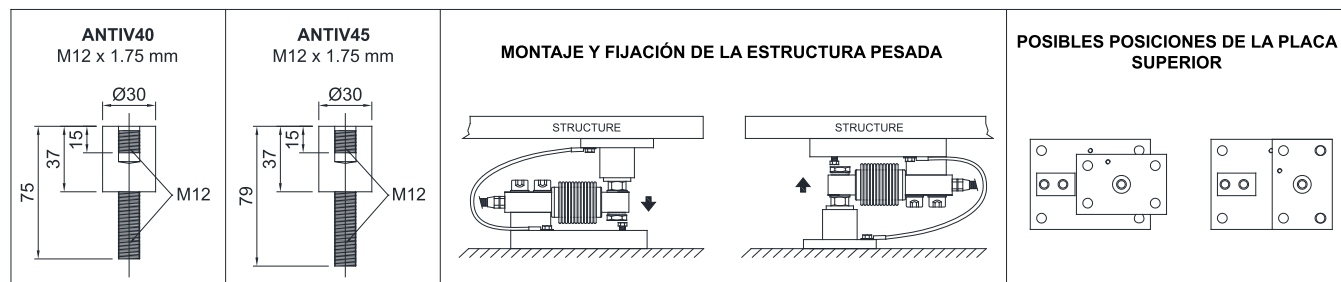 ANTIV40
M12 x 1.75 mm
Ø30
15
37
75
M12
ANTIV45
M12 x 1.75 mm
Ø30
15
37
79
M12
MONTAJE Y FIJACIÓN DE LA ESTRUCTURA PESADA
STRUCTURE
STRUCTURE
POSIBLES POSICIONES DE LA PLACA
SUPERIOR